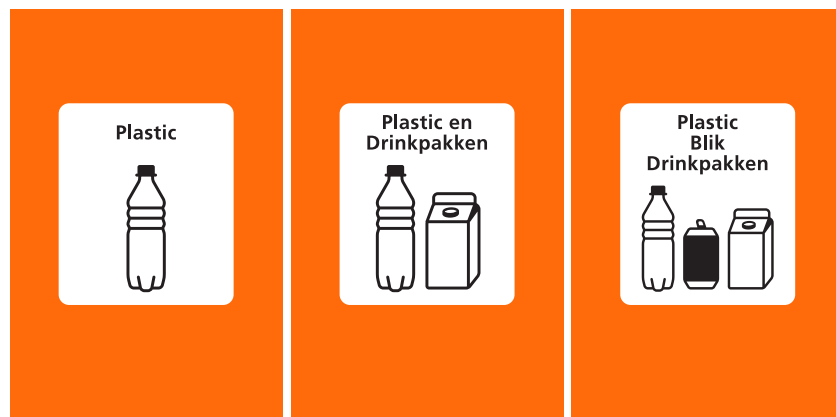 Plastic
Plastic en
Drinkpakken
Plastic
Blik
Drinkpakken